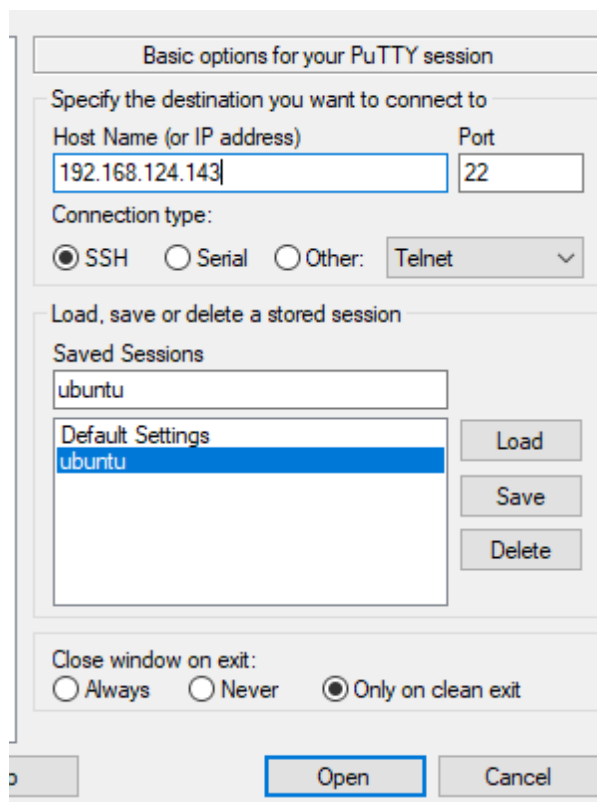 Basic options for your PuTTY session
Specify the destination you want to connect to
Host Name (or IP address) Port
192.168.124.143 22
Connection type:
SSH Serial Other: Telnet
Load, save or delete a stored session
Saved Sessions
ubuntu
Default Settings
ubuntu
Load
Save
Delete
Close window on exit:
Always Never Only on clean exit
Open Cancel